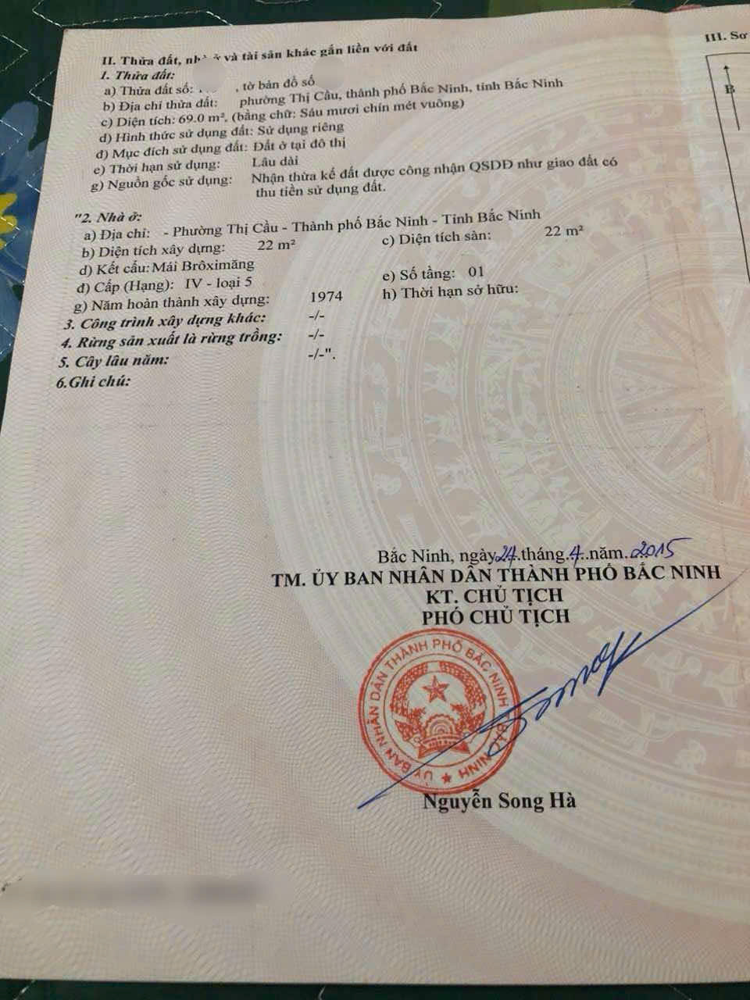 II. Thửa đất, và tài sản khác gắn liền với đất
1. Thửa đất:
a) Thửa đất số: , tờ bản đồ số
b) Địa chỉ thửa đất: phường Thị Cầu, thành phố Bắc Ninh, tỉnh Bắc Ninh
c) Diện tích: 69.0 m². (bằng chữ: Sáu mươi chín mét vuông)
d) Hình thức sử dụng đất: Sử dụng riêng
đ) Mục đích sử dụng đất: Đất ở tại đô thị
e) Thời hạn sử dụng: Lâu dài
g) Nguồn gốc sử dụng: Nhận thừa kế đất được công nhận QSDĐ như giao đất có
thu tiền sử dụng đất.
"2. Nhà ở:
a) Địa chỉ: - Phường Thị Cầu - Thành phố Bắc Ninh - Tỉnh Bắc Ninh
b) Diện tích xây dựng: 22 m² c) Diện tích sàn: 22 m²
d) Kết cấu: Mái Brôximăng
đ) Cấp (Hạng): IV - loại 5 e) Số tầng: 01
g) Năm hoàn thành xây dựng: 1974 h) Thời hạn sở hữu:
3. Công trình xây dựng khác: -/-
4. Rừng sản xuất là rừng trồng: -/-
5. Cây lâu năm: -/-".
6.Ghi chú:
III. Sơ
B
Bắc Ninh, ngày 24 tháng 4 năm 2015
TM. ỦY BAN NHÂN DÂN THÀNH PHỐ BẮC NINH
KT. CHỦ TỊCH
PHÓ CHỦ TỊCH
ỦY BAN NHÂN DÂN THÀNH PHỐ BẮC NINH
BẮC NINH
Nguyễn Song Hà